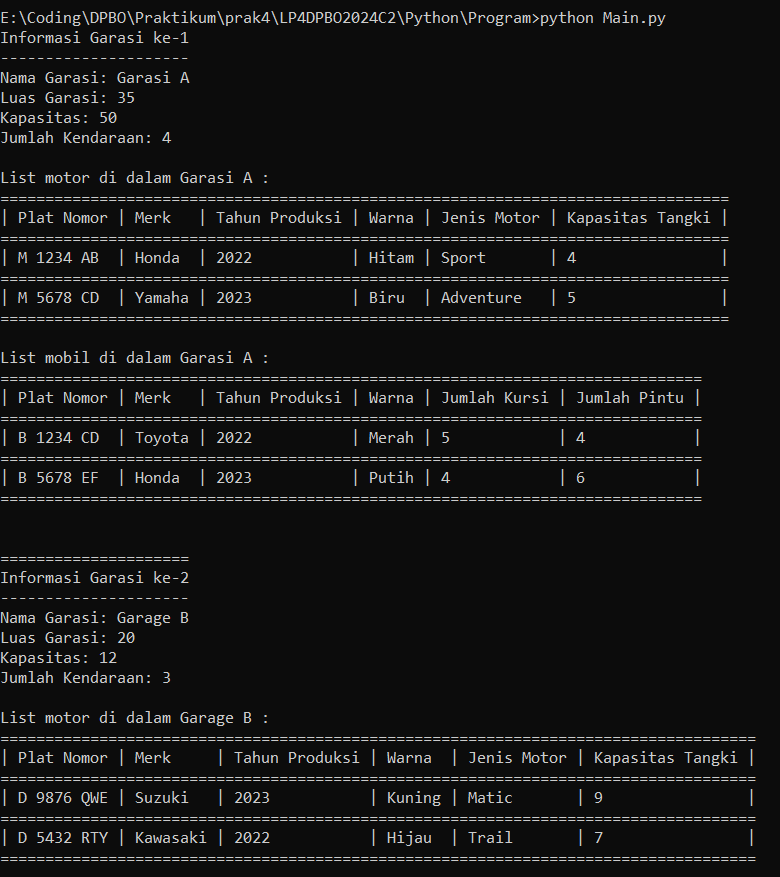 E:\Coding\DPBO\Praktikum\prak4\LP4DPBO2024C2\Python\Program>python Main.py
Informasi Garasi ke-1
---------------------
Nama Garasi: Garasi A
Luas Garasi: 35
Kapasitas: 50
Jumlah Kendaraan: 4

List motor di dalam Garasi A :
=================================================================================
| Plat Nomor | Merk   | Tahun Produksi | Warna | Jenis Motor | Kapasitas Tangki |
=================================================================================
| M 1234 AB  | Honda  | 2022           | Hitam | Sport       | 4                |
=================================================================================
| M 5678 CD  | Yamaha | 2023           | Biru  | Adventure   | 5                |
=================================================================================

List mobil di dalam Garasi A :
==============================================================================
| Plat Nomor | Merk   | Tahun Produksi | Warna | Jumlah Kursi | Jumlah Pintu |
==============================================================================
| B 1234 CD  | Toyota | 2022           | Merah | 5            | 4            |
==============================================================================
| B 5678 EF  | Honda  | 2023           | Putih | 4            | 6            |
==============================================================================


=====================
Informasi Garasi ke-2
---------------------
Nama Garasi: Garage B
Luas Garasi: 20
Kapasitas: 12
Jumlah Kendaraan: 3

List motor di dalam Garage B :
====================================================================================
| Plat Nomor | Merk     | Tahun Produksi | Warna  | Jenis Motor | Kapasitas Tangki |
====================================================================================
| D 9876 QWE | Suzuki   | 2023           | Kuning | Matic       | 9                |
====================================================================================
| D 5432 RTY | Kawasaki | 2022           | Hijau  | Trail       | 7                |
====================================================================================